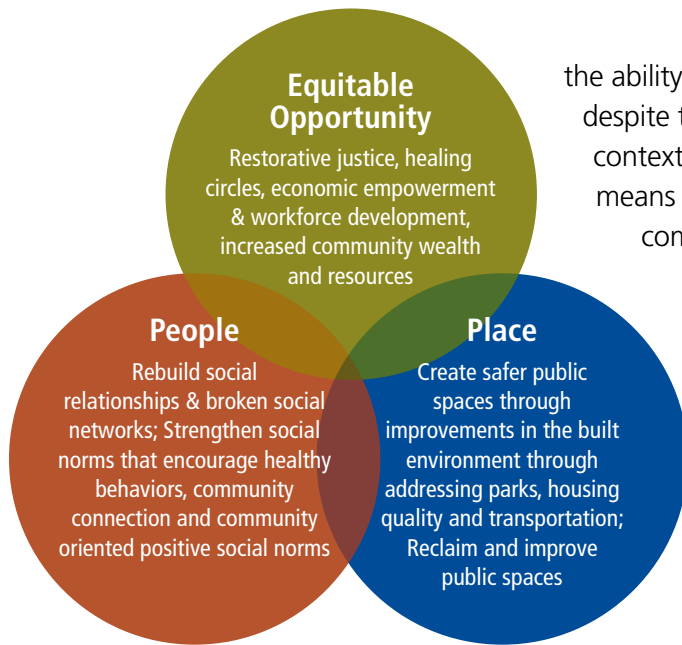 Equitable
Opportunity
Restorative justice, healing
circles, economic empowerment
& workforce development,
increased community wealth
and resources
the ability
despite
context
means
People
Rebuild social
relationships & broken social
networks; Strengthen social
norms that encourage healthy
behaviors, community
connection and community
oriented positive social norms
Place
Create safer public
spaces through
improvements in the built
environment through
addressing parks, housing
quality and transportation;
Reclaim and improve
public spaces